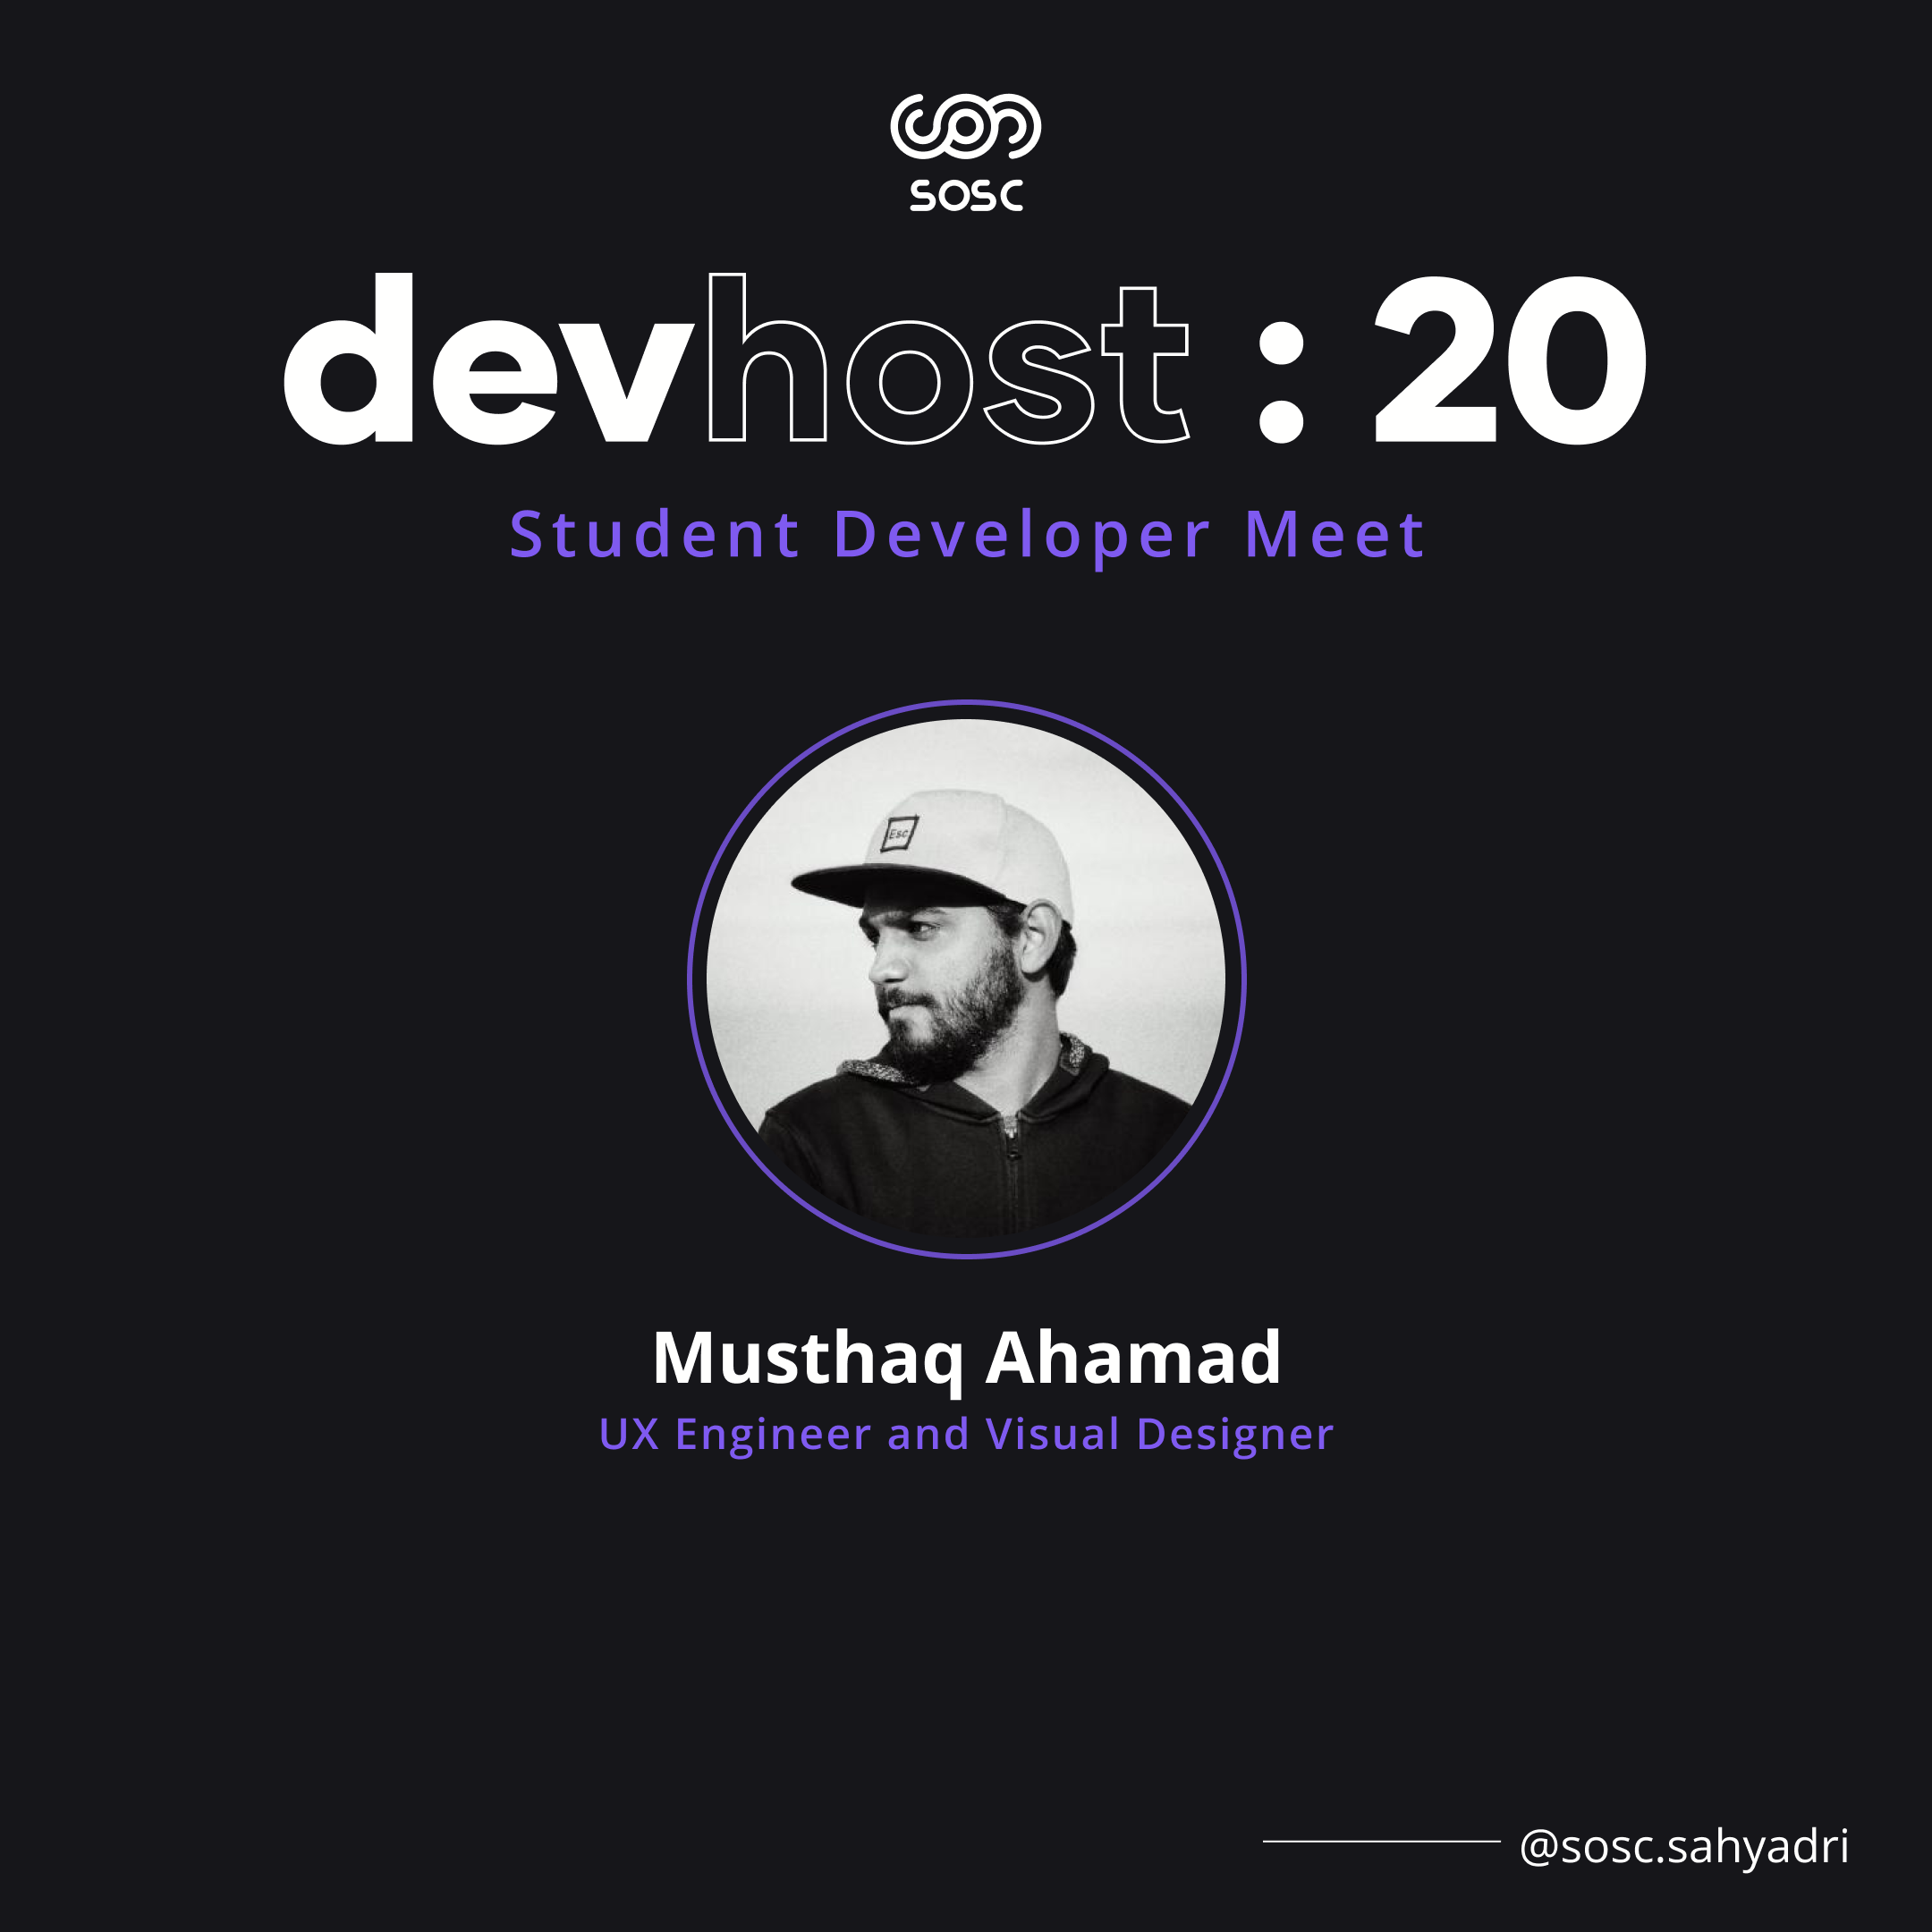 sosc
devhost : 20
Student Developer Meet
Esc
Musthaq Ahamad
UX Engineer and Visual Designer
@sosc.sahyadri